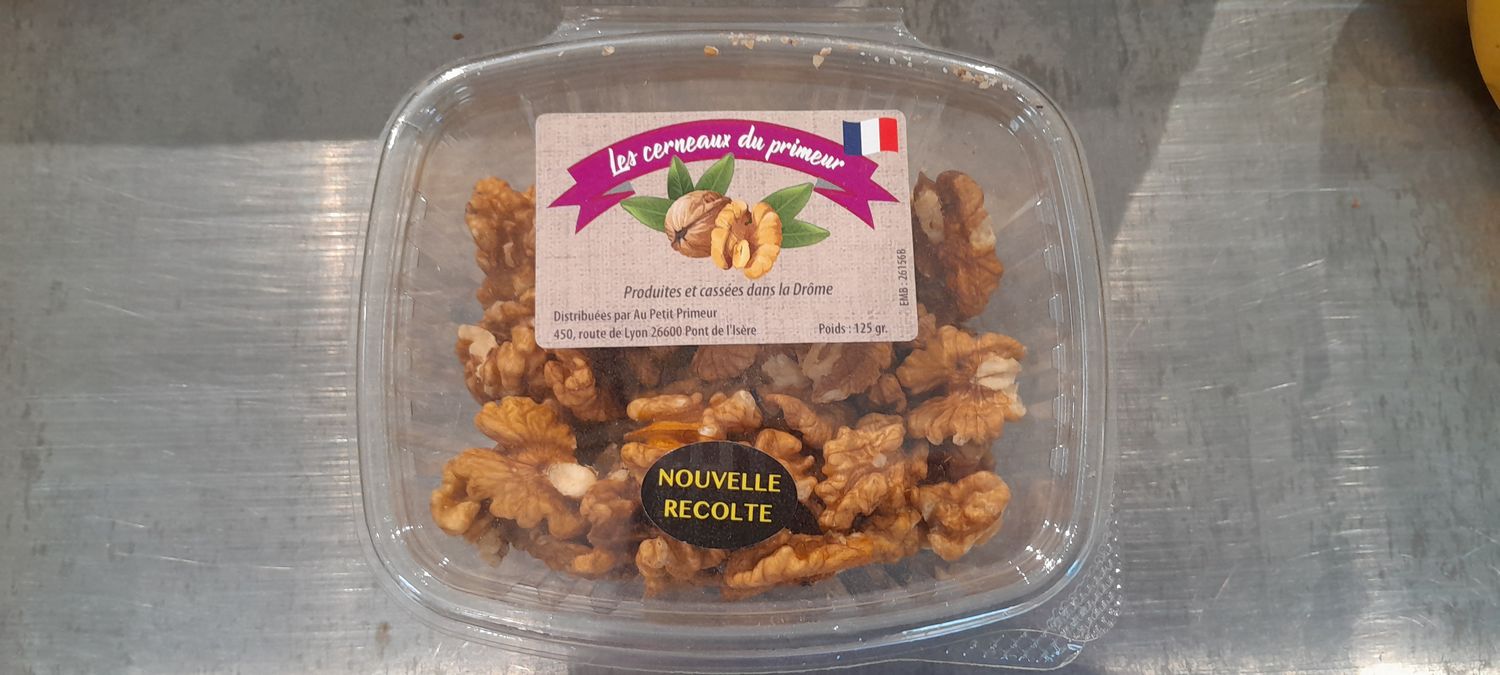 Les cerneaux du primeur
Produites et cassées dans la Drôme
Distribuées par Au Petit Primeur
450, route de Lyon 26600 Pont de l'Isère
Poids : 125 gr.
EMB : 26156B
NOUVELLE
RECOLTE